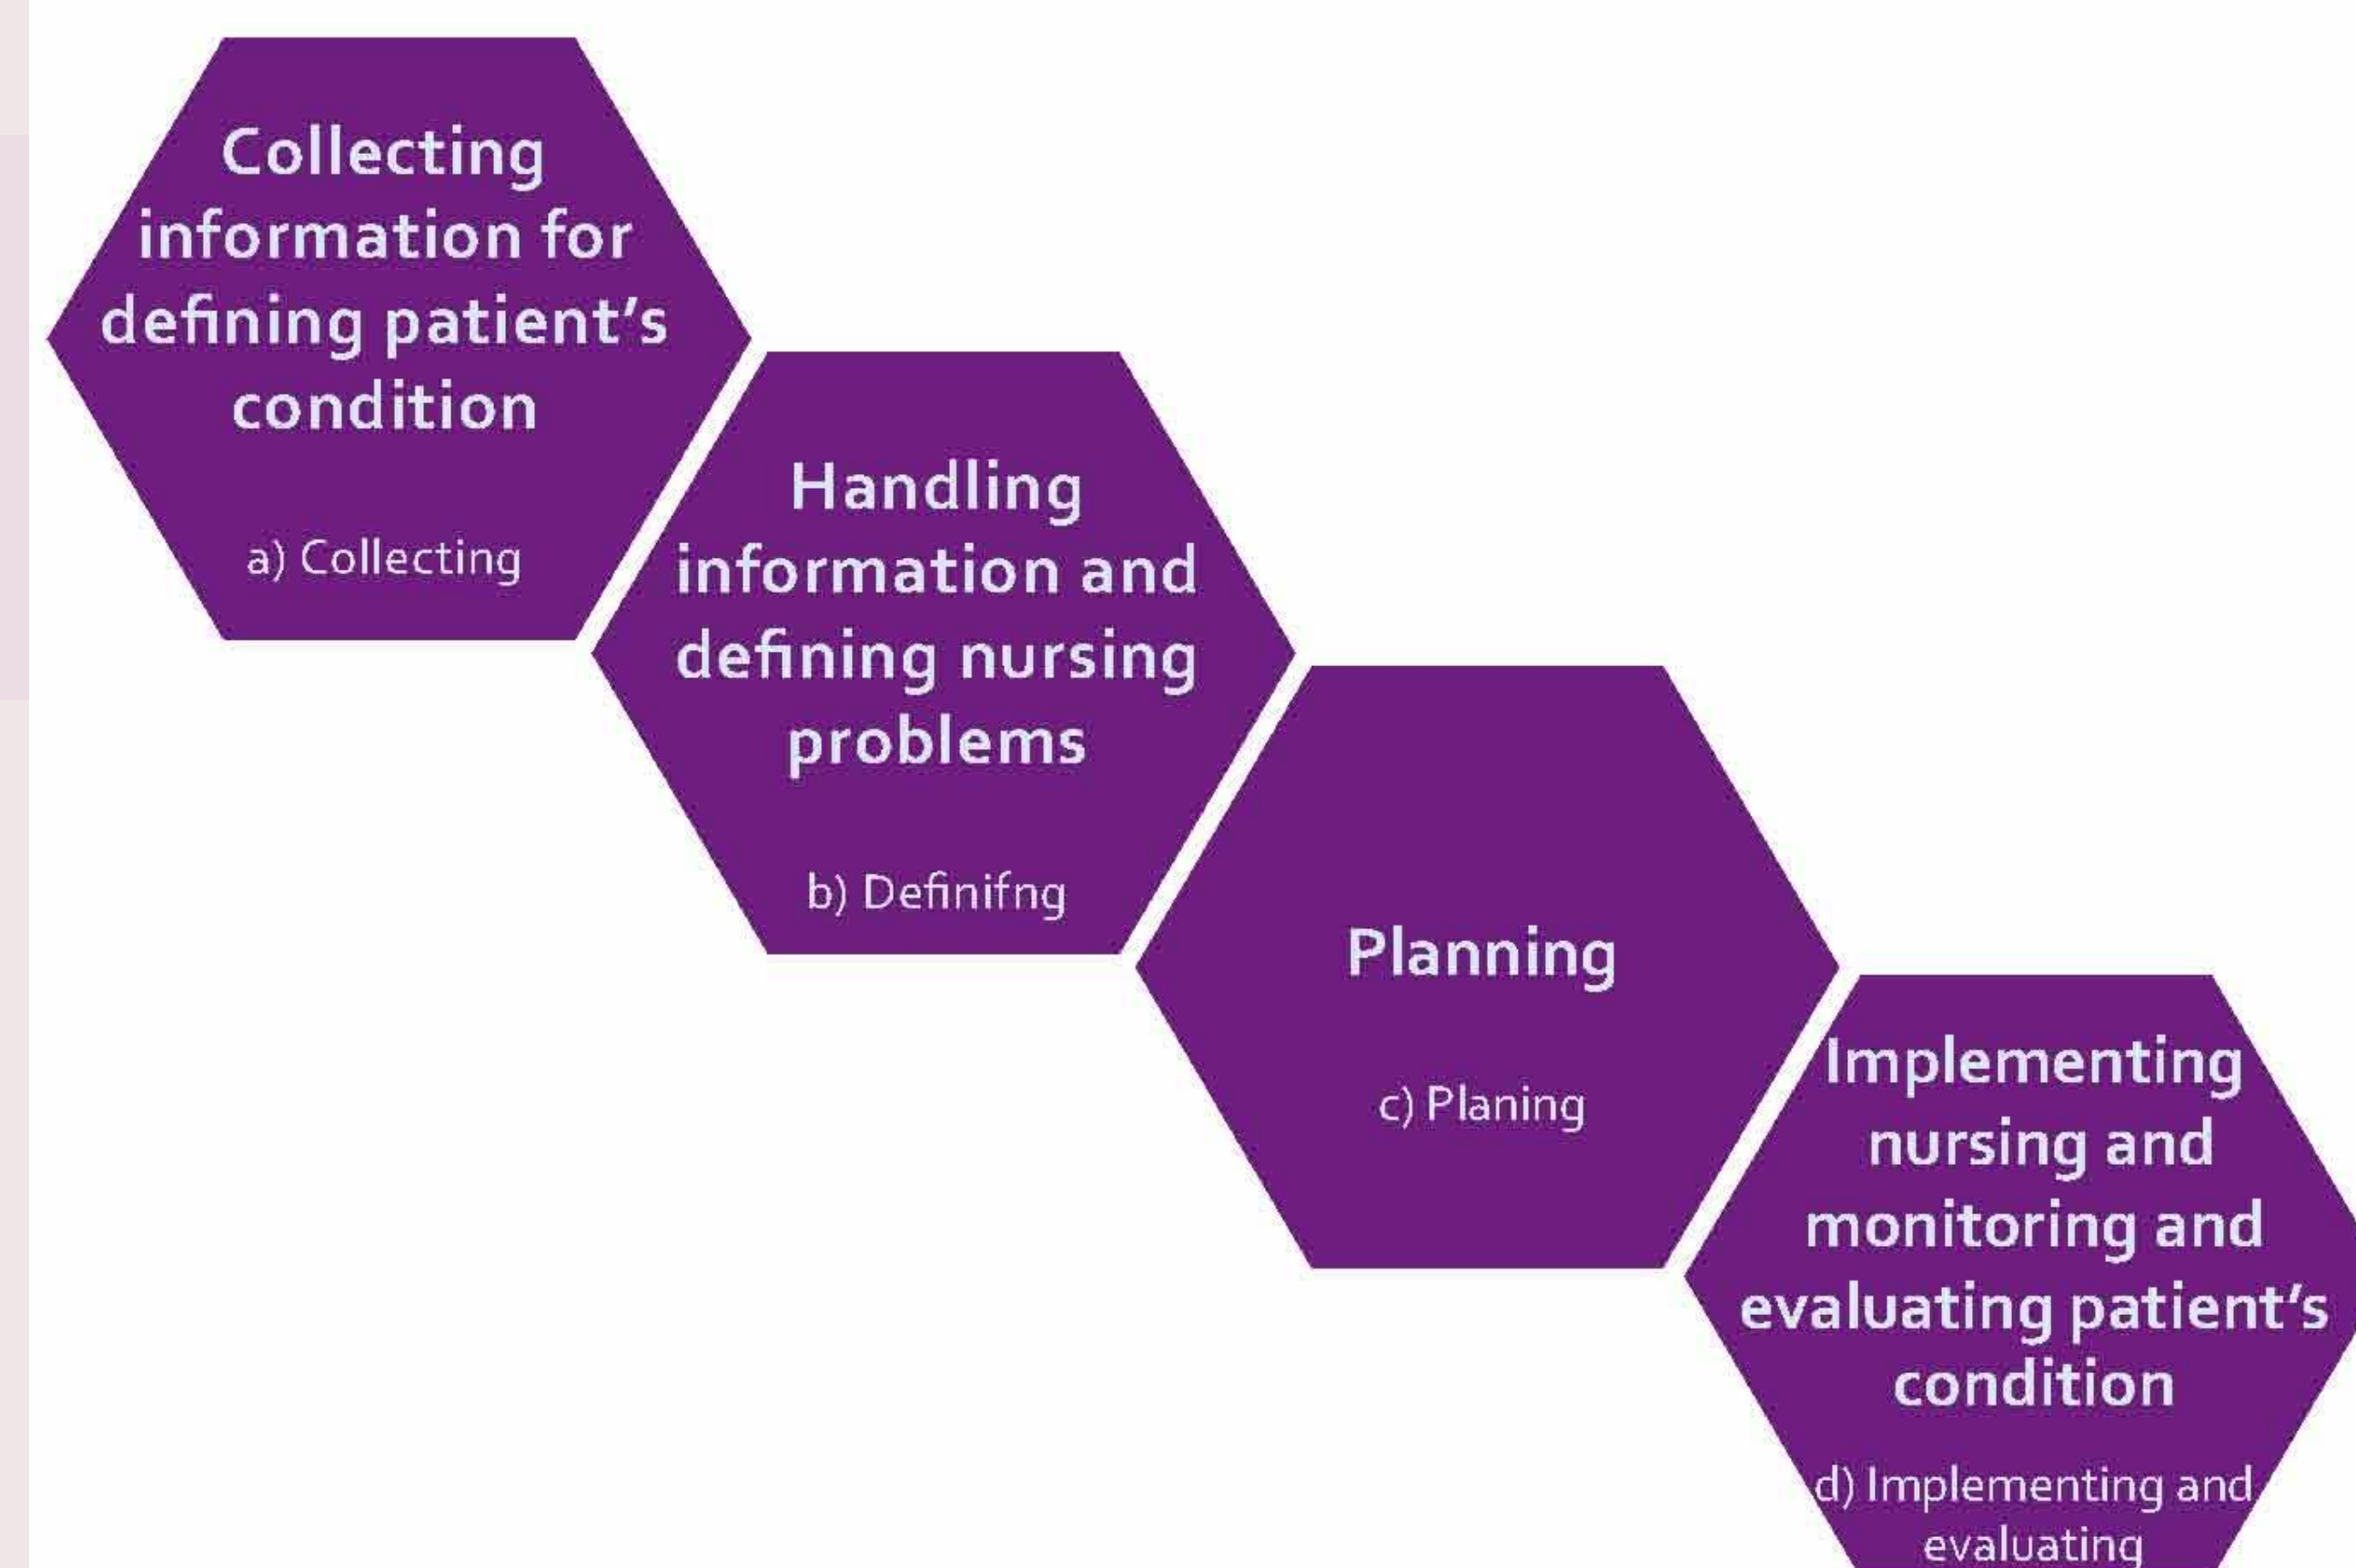 Collecting
information for
defining patient's
condition
a) Collecting
Handling
information and
defining nursing
problems
b) Definifng
Planning
c) Planing
Implementing
nursing and
monitoring and
evaluating patient's
condition
d) Implementing and
evaluating